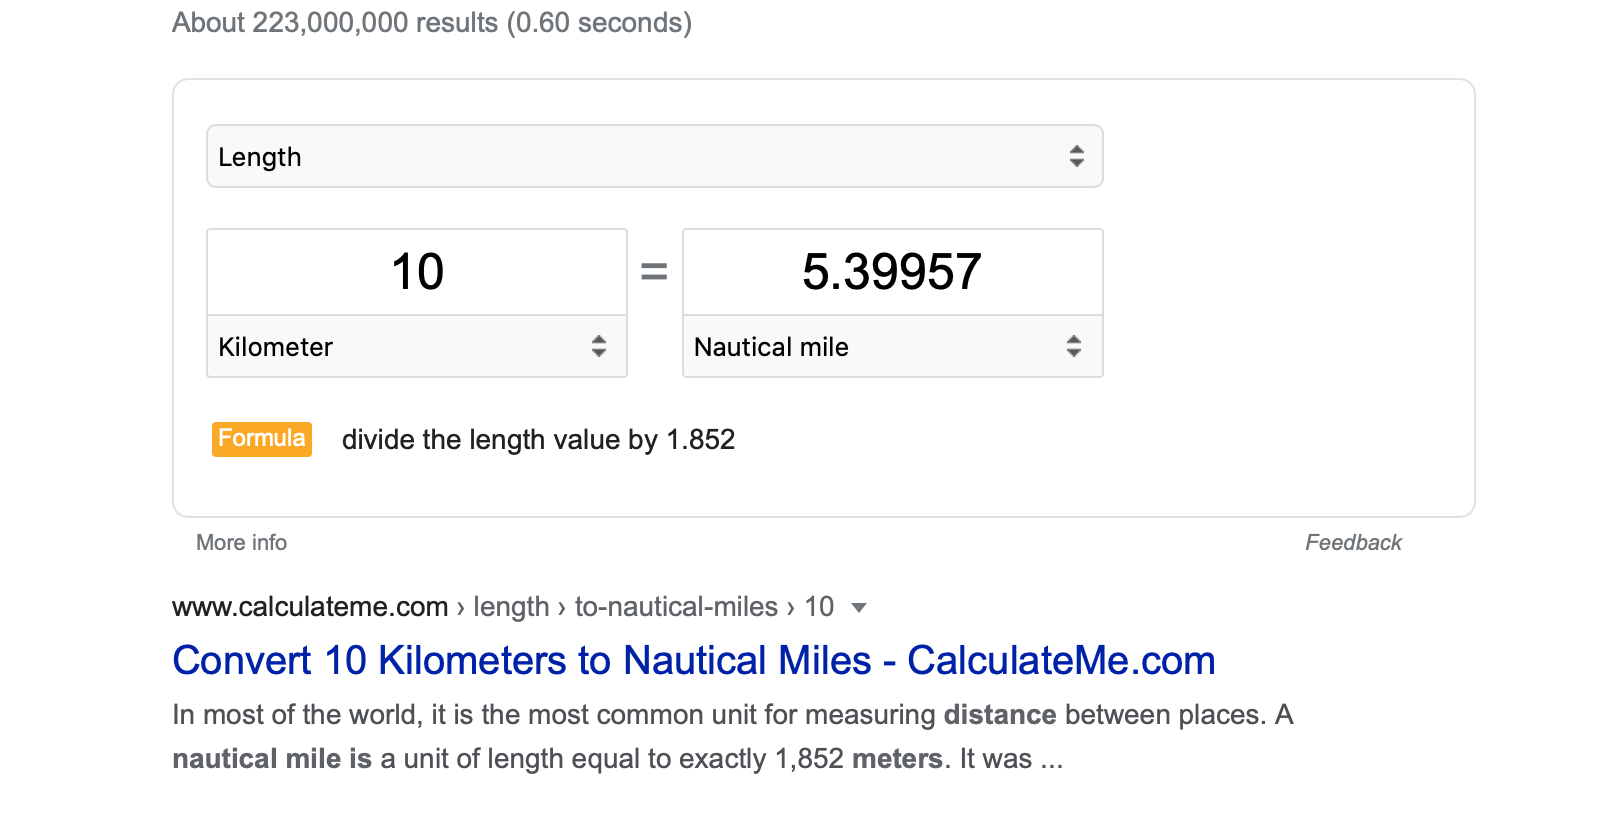 About 223,000,000 results (0.60 seconds)
Length
10 = 5.39957
Kilometer Nautical mile
Formula divide the length value by 1.852
More info Feedback
www.calculateme.com › length › to-nautical-miles › 10
Convert 10 Kilometers to Nautical Miles - CalculateMe.com
In most of the world, it is the most common unit for measuring distance between places. A
nautical mile is a unit of length equal to exactly 1,852 meters. It was ...